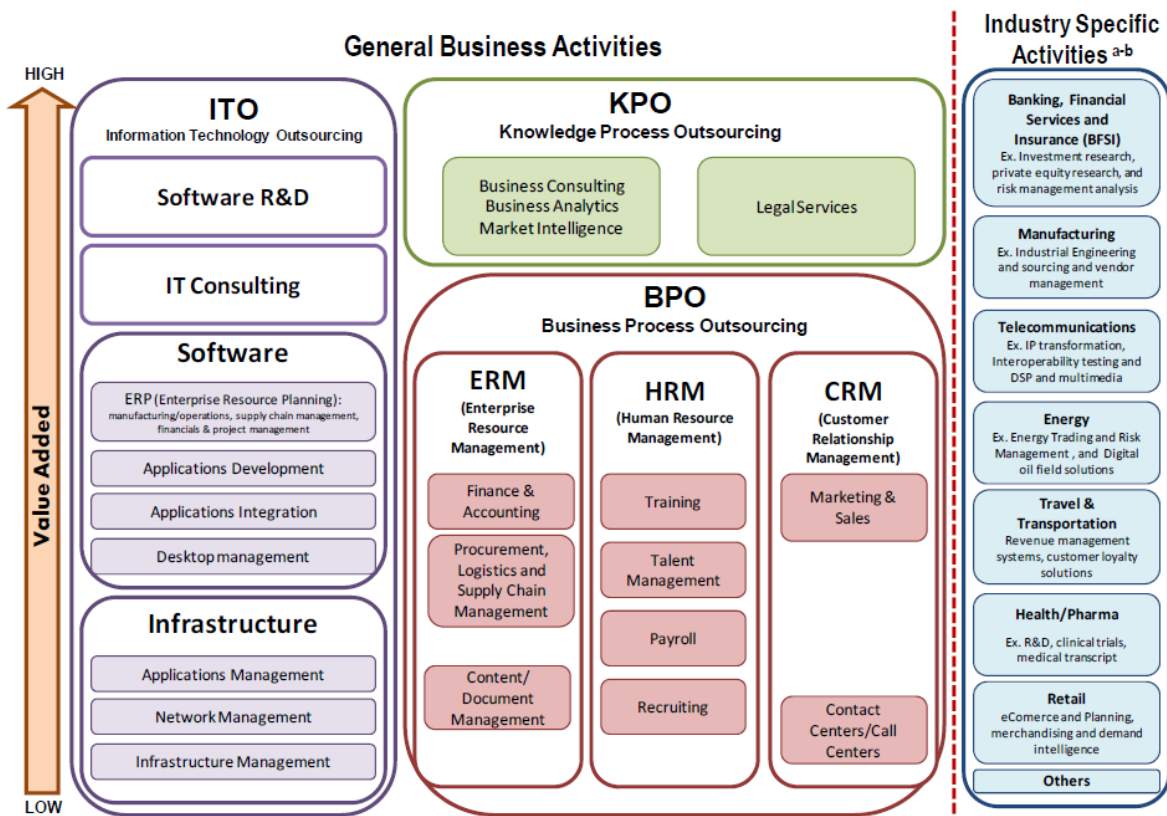 General Business Activities
Industry Specific
Activities a-b
HIGH
Value Added
LOW
ITO
Information Technology Outsourcing
Software R&D
IT Consulting
Software
ERP (Enterprise Resource Planning):
manufacturing/operations, supply chain management,
financials & project management
Applications Development
Applications Integration
Desktop management
Infrastructure
Applications Management
Network Management
Infrastructure Management
KPO
Knowledge Process Outsourcing
Business Consulting
Business Analytics
Market Intelligence
Legal Services
BPO
Business Process Outsourcing
ERM
(Enterprise
Resource
Management)
Finance &
Accounting
Procurement,
Logistics and
Supply Chain
Management
Content/
Document
Management
HRM
(Human Resource
Management)
Training
Talent
Management
Payroll
Recruiting
CRM
(Customer
Relationship
Management)
Marketing &
Sales
Contact
Centers/Call
Centers
Banking, Financial
Services and
Insurance (BFSI)
Ex. Investment research,
private equity research, and
risk management analysis
Manufacturing
Ex. Industrial Engineering
and sourcing and vendor
management
Telecommunications
Ex. IP transformation,
Interoperability testing and
DSP and multimedia
Energy
Ex. Energy Trading and Risk
Management , and Digital
oil field solutions
Travel &
Transportation
Revenue management
systems, customer loyalty
solutions
Health/Pharma
Ex. R&D, clinical trials,
medical transcript
Retail
eComerce and Planning,
merchandising and demand
intelligence
Others